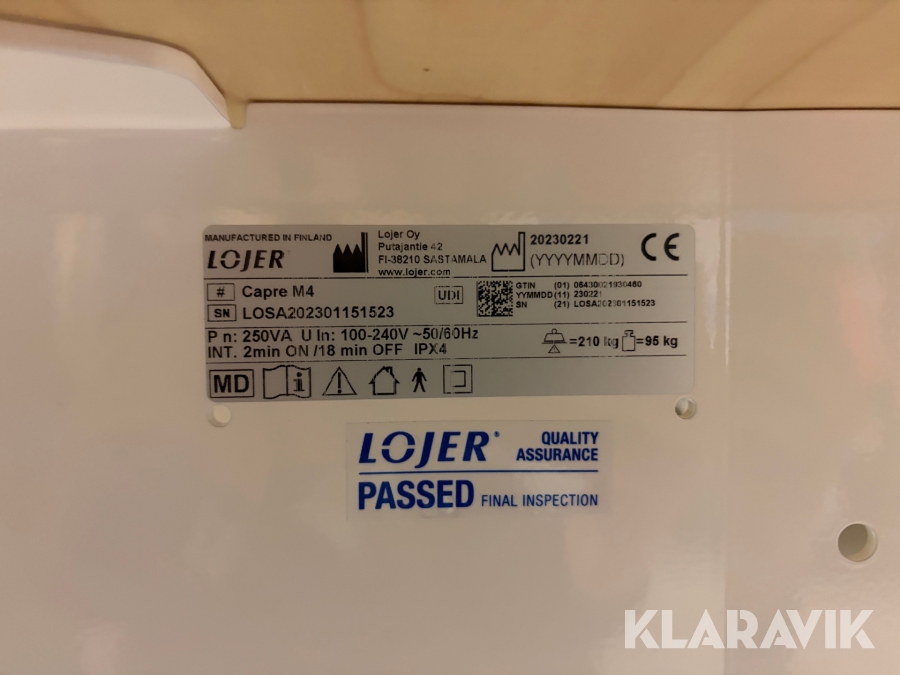 MANUFACTURED IN FINLAND
LOJER
Lojer Oy
Putajantie 42
FI-38210 SASTAMALA
www.lojer.com
20230221
(YYYYMMDD)
CE
# Capre M4
SN LOSA202301151523
UDI
GTIN (01) 06430021930460
YYMMDD (11) 230221
SN (21) LOSA202301151523
P n: 250VA U In: 100-240V ~50/60Hz
INT. 2min ON /18 min OFF IPX4
=210 kg =95 kg
MD
LOJER QUALITY ASSURANCE
PASSED FINAL INSPECTION
KLARAVIK